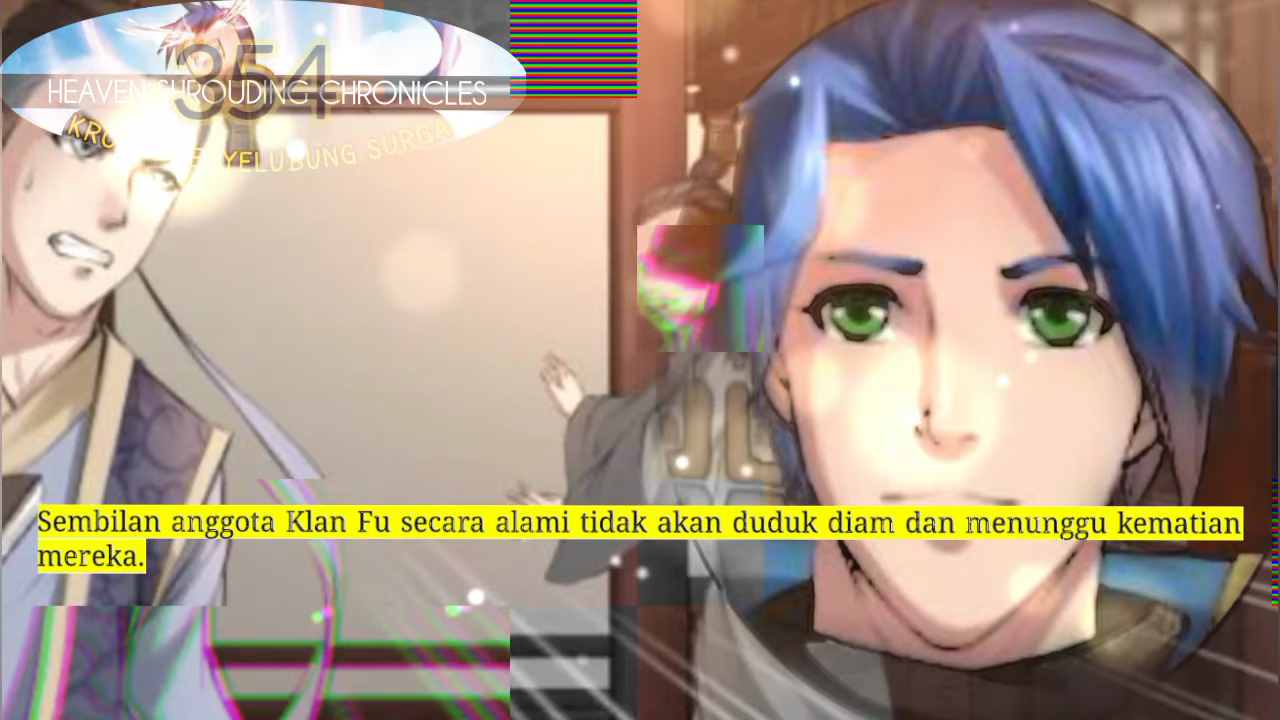 354
HEAVEN SHROUDING CHRONICLES
YELUBUNG SURGA
Sembilan anggota Klan Fu secara alami tidak akan duduk diam dan menunggu kematian
mereka.